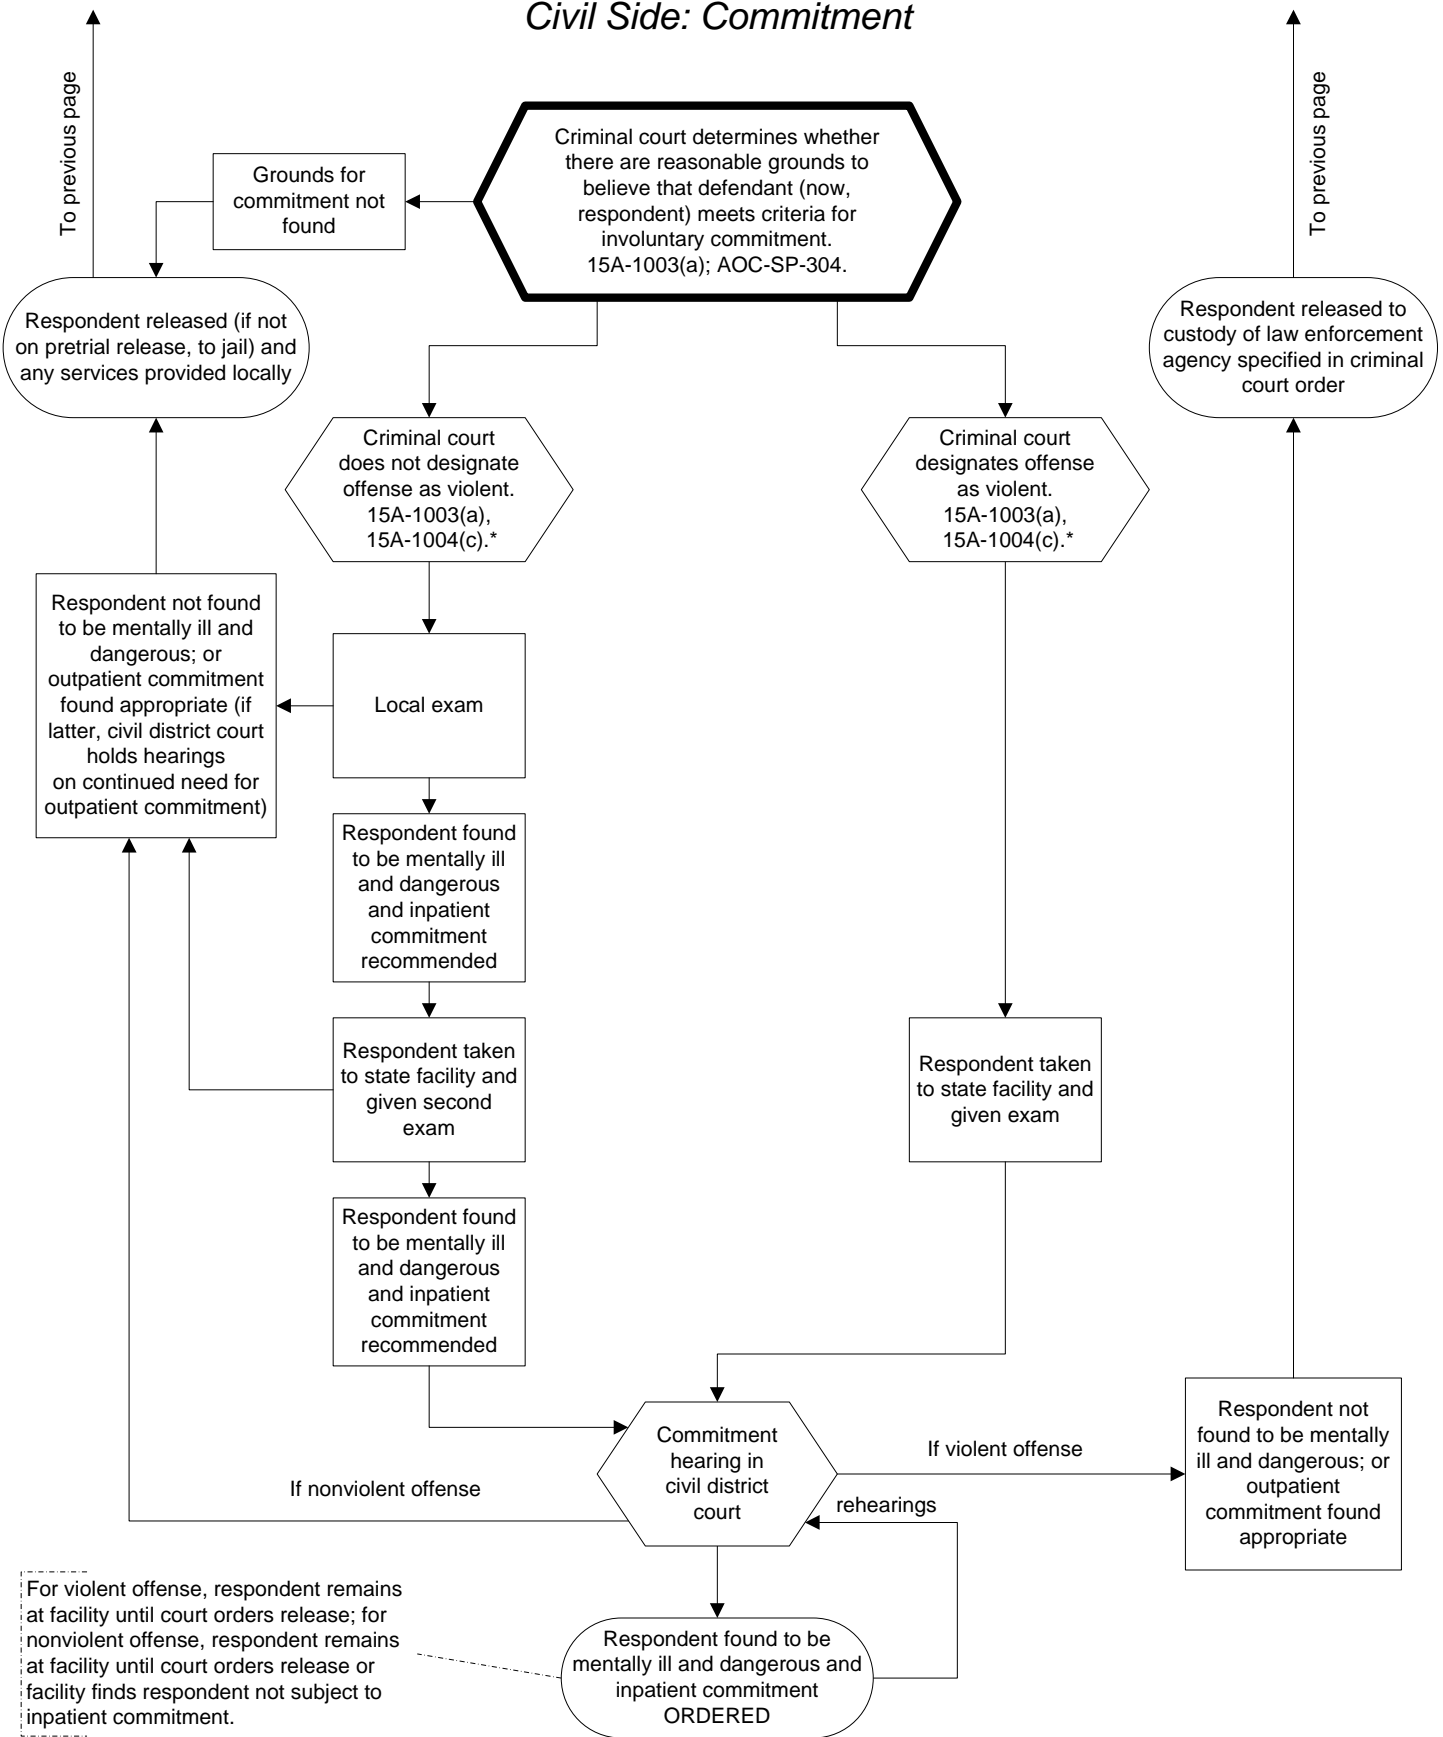 Civil Side: Commitment
To previous page
To previous page
Criminal court determines whether
there are reasonable grounds to
believe that defendant (now,
respondent) meets criteria for
involuntary commitment.
15A-1003(a); AOC-SP-304.
Grounds for
commitment not
found
Respondent released (if not
on pretrial release, to jail) and
any services provided locally
Respondent released to
custody of law enforcement
agency specified in criminal
court order
Criminal court
does not designate
offense as violent.
15A-1003(a),
15A-1004(c).*
Criminal court
designates offense
as violent.
15A-1003(a),
15A-1004(c).*
Respondent not found
to be mentally ill and
dangerous; or
outpatient commitment
found appropriate (if
latter, civil district court
holds hearings
on continued need for
outpatient commitment)
Local exam
Respondent found
to be mentally ill
and dangerous
and inpatient
commitment
recommended
Respondent taken
to state facility and
given second
exam
Respondent taken
to state facility and
given exam
Respondent found
to be mentally ill
and dangerous
and inpatient
commitment
recommended
Commitment
hearing in
civil district
court
If violent offense
If nonviolent offense
rehearings
Respondent not
found to be mentally
ill and dangerous; or
outpatient
commitment found
appropriate
For violent offense, respondent remains
at facility until court orders release; for
nonviolent offense, respondent remains
at facility until court orders release or
facility finds respondent not subject to
inpatient commitment.
Respondent found to be
mentally ill and dangerous and
inpatient commitment
ORDERED